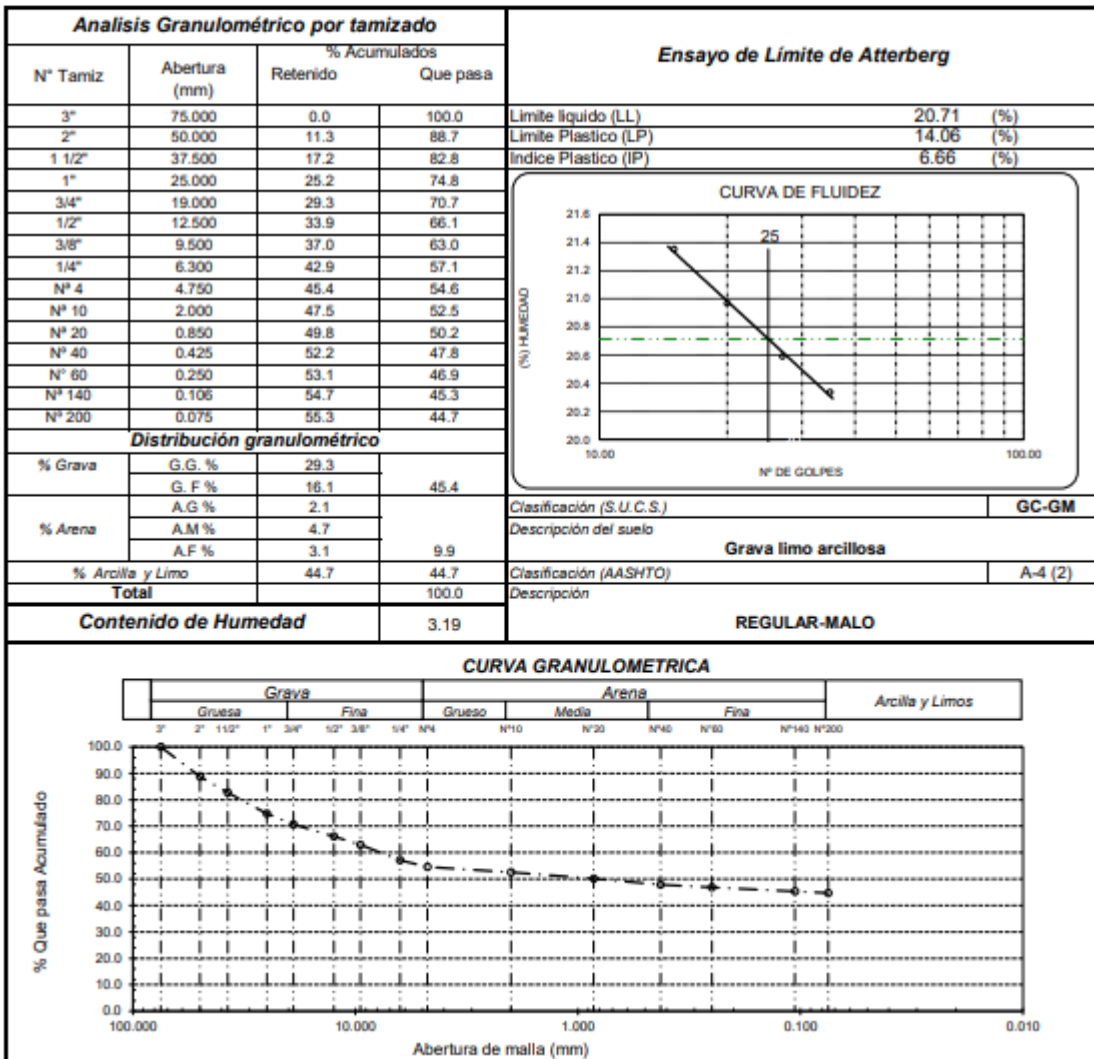 Analisis Granulométrico por tamizado
N° Tamiz Abertura (mm) % Acumulados
Retenido Que pasa
3" 75.000 0.0 100.0
2" 50.000 11.3 88.7
1 1/2" 37.500 17.2 82.8
1" 25.000 25.2 74.8
3/4" 19.000 29.3 70.7
1/2" 12.500 33.9 66.1
3/8" 9.500 37.0 63.0
1/4" 6.300 42.9 57.1
Nª 4 4.750 45.4 54.6
Nª 10 2.000 47.5 52.5
Nª 20 0.850 49.8 50.2
Nª 40 0.425 52.2 47.8
N° 60 0.250 53.1 46.9
Nª 140 0.106 54.7 45.3
Nª 200 0.075 55.3 44.7
Distribución granulométrico
% Grava G.G. % 29.3
G. F % 16.1 45.4
% Arena A.G % 2.1
A.M % 4.7
A.F % 3.1 9.9
% Arcilla y Limo 44.7 44.7
Total 100.0
Contenido de Humedad 3.19
Ensayo de Límite de Atterberg
Limite liquido (LL) 20.71 (%)
Limite Plastico (LP) 14.06 (%)
Indice Plastico (IP) 6.66 (%)
CURVA DE FLUIDEZ
25
(%) HUMEDAD
21.6
21.4
21.2
21.0
20.8
20.6
20.4
20.2
20.0
10.00 100.00
Nº DE GOLPES
Clasificación (S.U.C.S.) GC-GM
Descripción del suelo
Grava limo arcillosa
Clasificación (AASHTO) A-4 (2)
Descripción
REGULAR-MALO
CURVA GRANULOMETRICA
Grava Arena Arcilla y Limos
Gruesa Fina Grueso Media Fina
3" 2" 11/2" 1" 3/4" 1/2" 3/8" 1/4" N°4 N°10 N°20 N°40 N°60 N°140 N°200
% Que pasa Acumulado
100.0
90.0
80.0
70.0
60.0
50.0
40.0
30.0
20.0
10.0
0.0
100.000 10.000 1.000 0.100 0.010
Abertura de malla (mm)